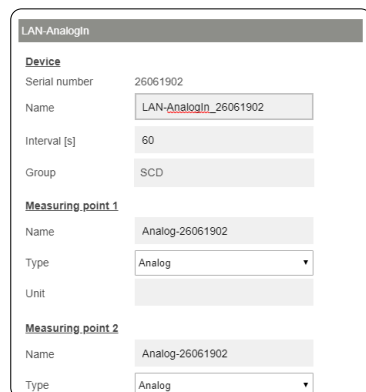 LAN-AnalogIn
Device
Serial number 26061902
Name LAN-AnalogIn_26061902
Interval [s] 60
Group SCD
Measuring point 1
Name Analog-26061902
Type Analog
Unit
Measuring point 2
Name Analog-26061902
Type Analog